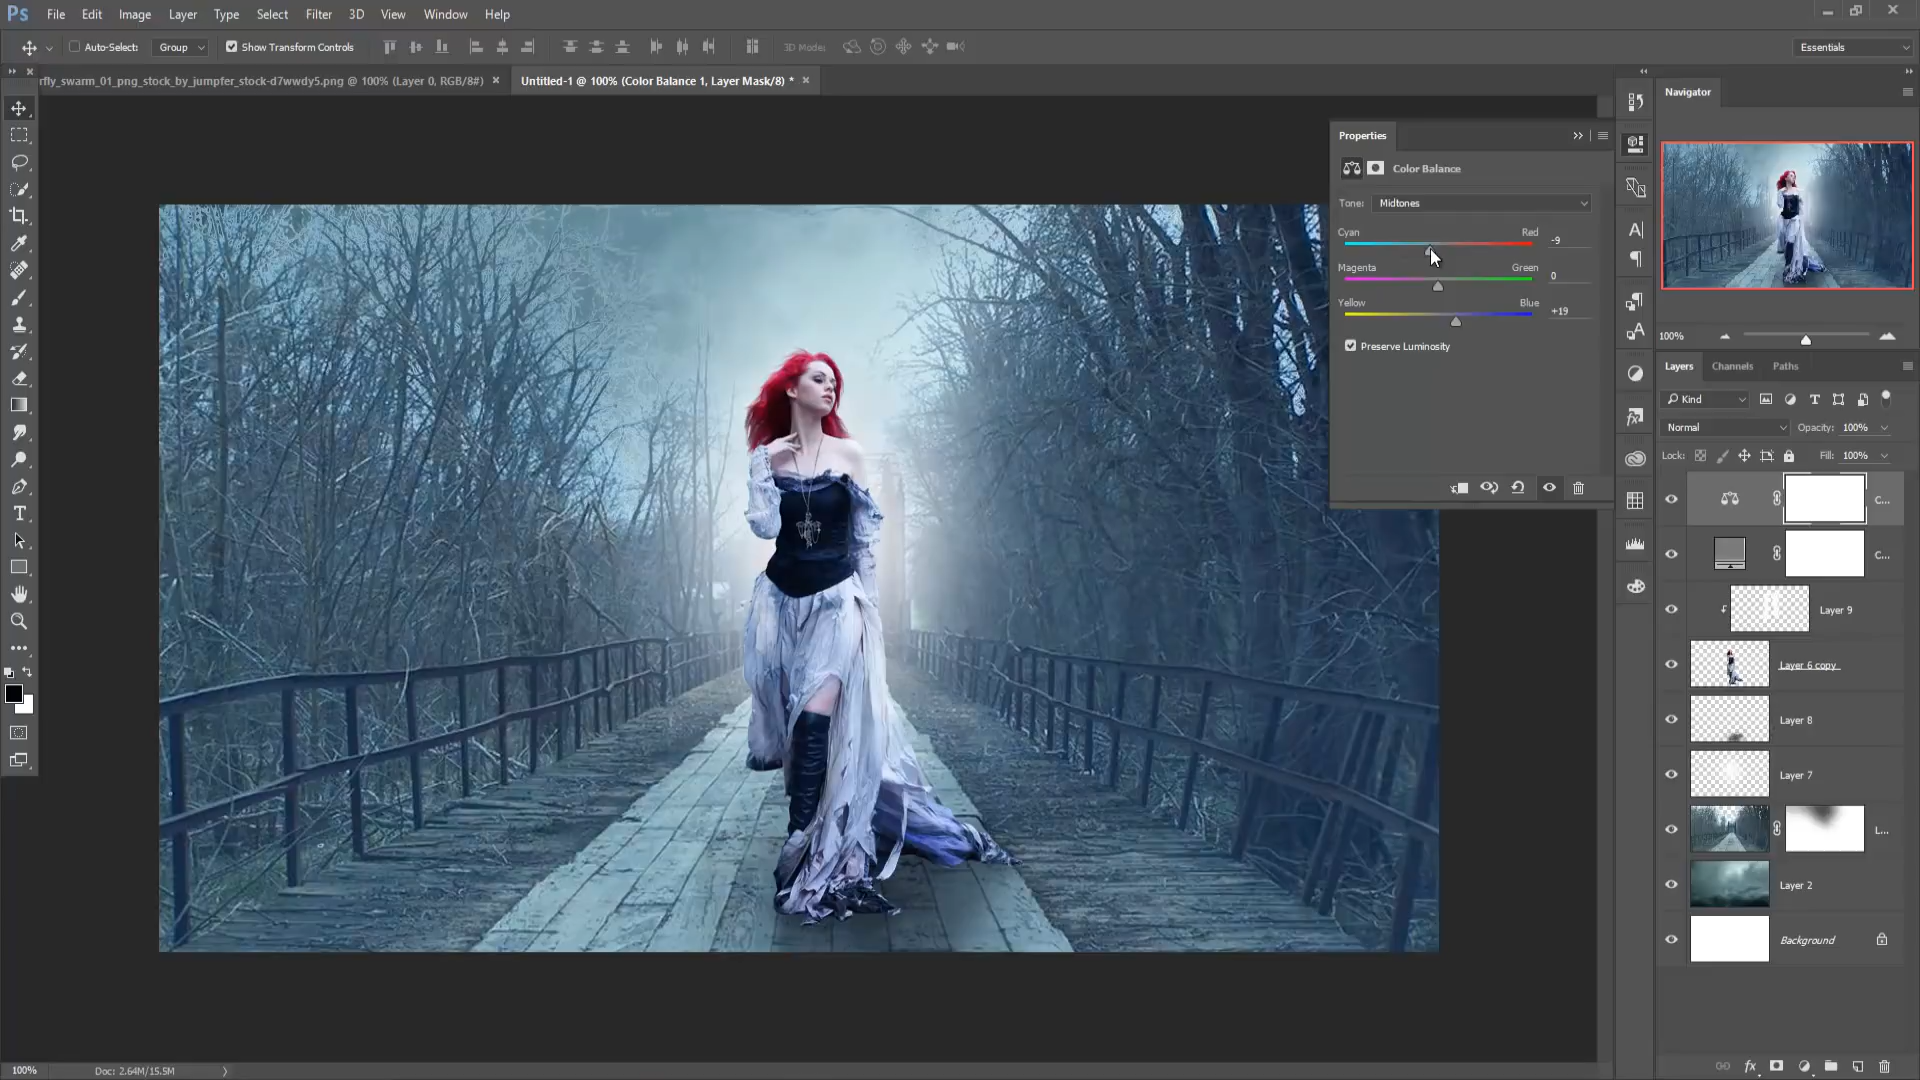 Ps File Edit Image Layer Type Select Filter 3D View Window Help
Auto-Select: Group Show Transform Controls 3D Mode: Essentials
rfly_swarm_01_png_stock_by_jumpfer_stock-d7wwdy5.png @ 100% (Layer 0, RGB/8#) × Untitled-1 @ 100% (Color Balance 1, Layer Mask/8) * ×
Navigator
Properties
Color Balance
Tone: Midtones
Cyan Red -9
Magenta Green 0
Yellow Blue +19
Preserve Luminosity
100%
Layers Channels Paths
Kind
Normal Opacity: 100%
Lock: Fill: 100%
C...
C...
Layer 9
Layer 6 copy
Layer 8
Layer 7
L...
Layer 2
Background
100% Doc: 2.64M/15.5M